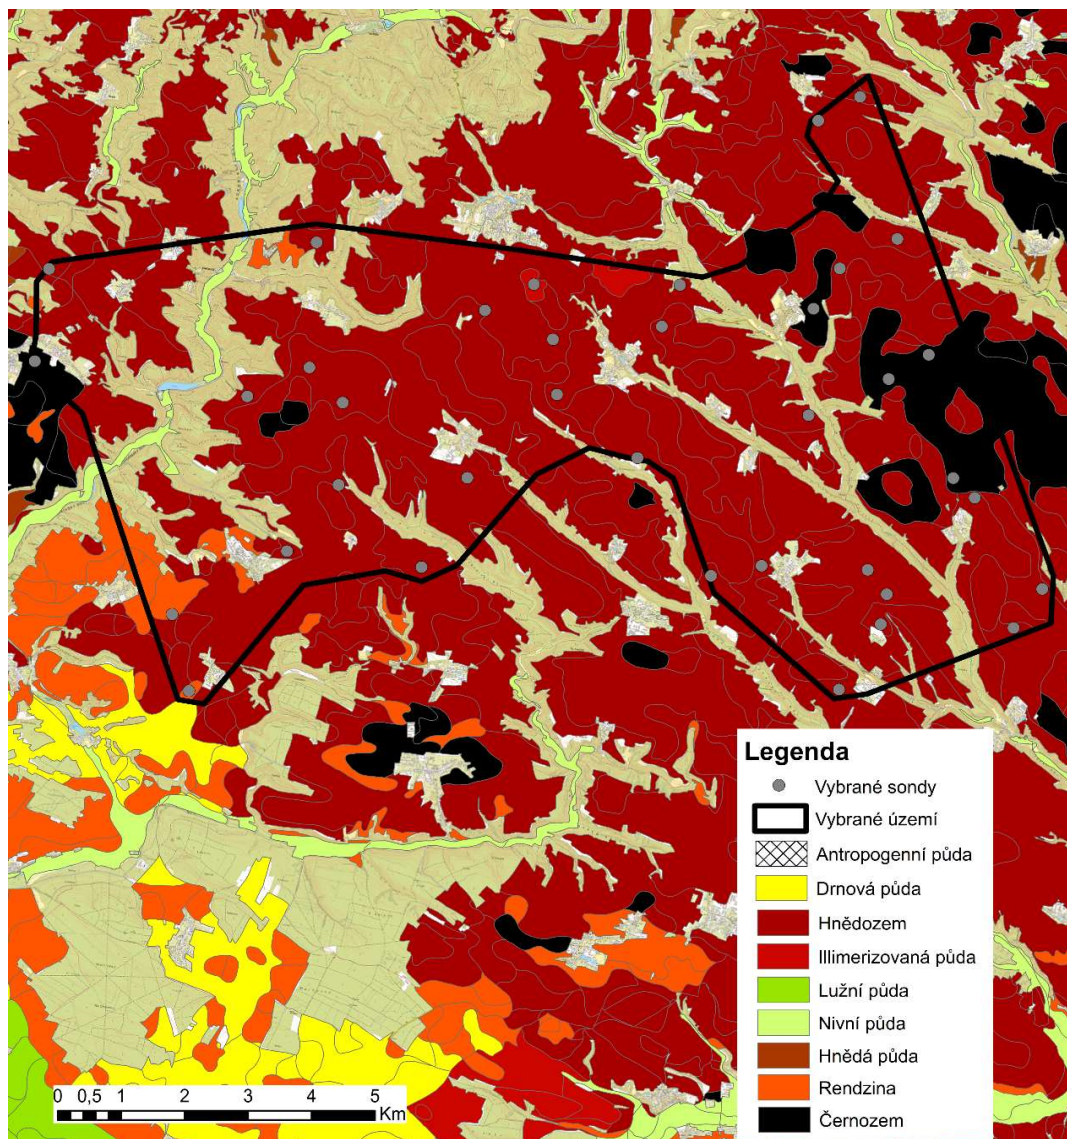 Legenda
Vybrané sondy
Vybrané území
Antropogenní půda
Drnová půda
Hnědozem
Illimerizovaná půda
Lužní půda
Nivní půda
Hnědá půda
Rendzina
Černozem
0 0,5 1 2 3 4 5
Km